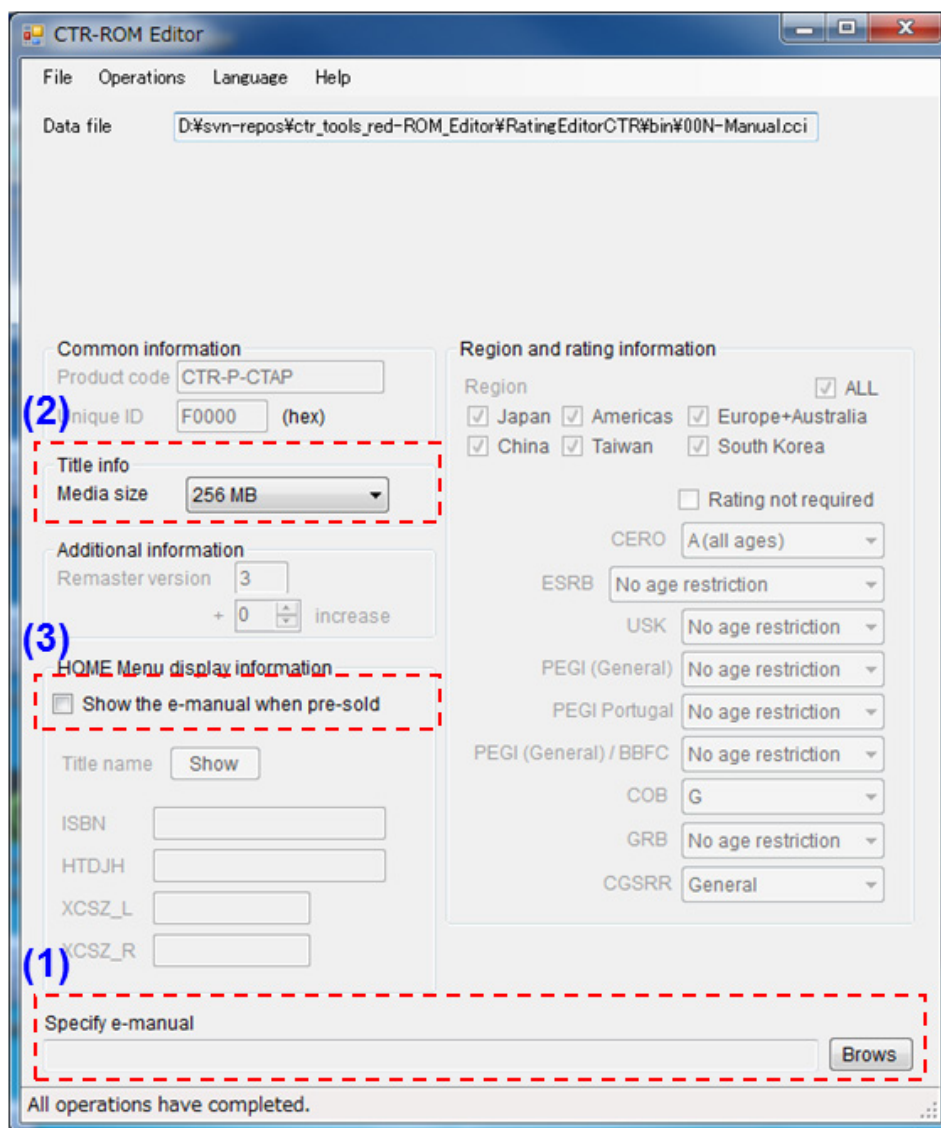 CTR-ROM Editor
File Operations Language Help
Data file D:¥svn-repos¥ctr_tools_red-ROM_Editor¥RatingEditorCTR¥bin¥00N-Manual.cci
Common information
Product code CTR-P-CTAP
(2)
Unique ID F0000 (hex)
Title info
Media size 256 MB
Additional information
Remaster version 3
+ 0 increase
(3)
HOME Menu display information
Show the e-manual when pre-sold
Title name Show
ISBN
HTDJH
XCSZ_L
XCSZ_R
Region and rating information
Region ALL
Japan Americas Europe+Australia
China Taiwan South Korea
Rating not required
CERO A(all ages)
ESRB No age restriction
USK No age restriction
PEGI (General) No age restriction
PEGI Portugal No age restriction
PEGI (General) / BBFC No age restriction
COB G
GRB No age restriction
CGSRR General
(1)
Specify e-manual
Brows
All operations have completed.